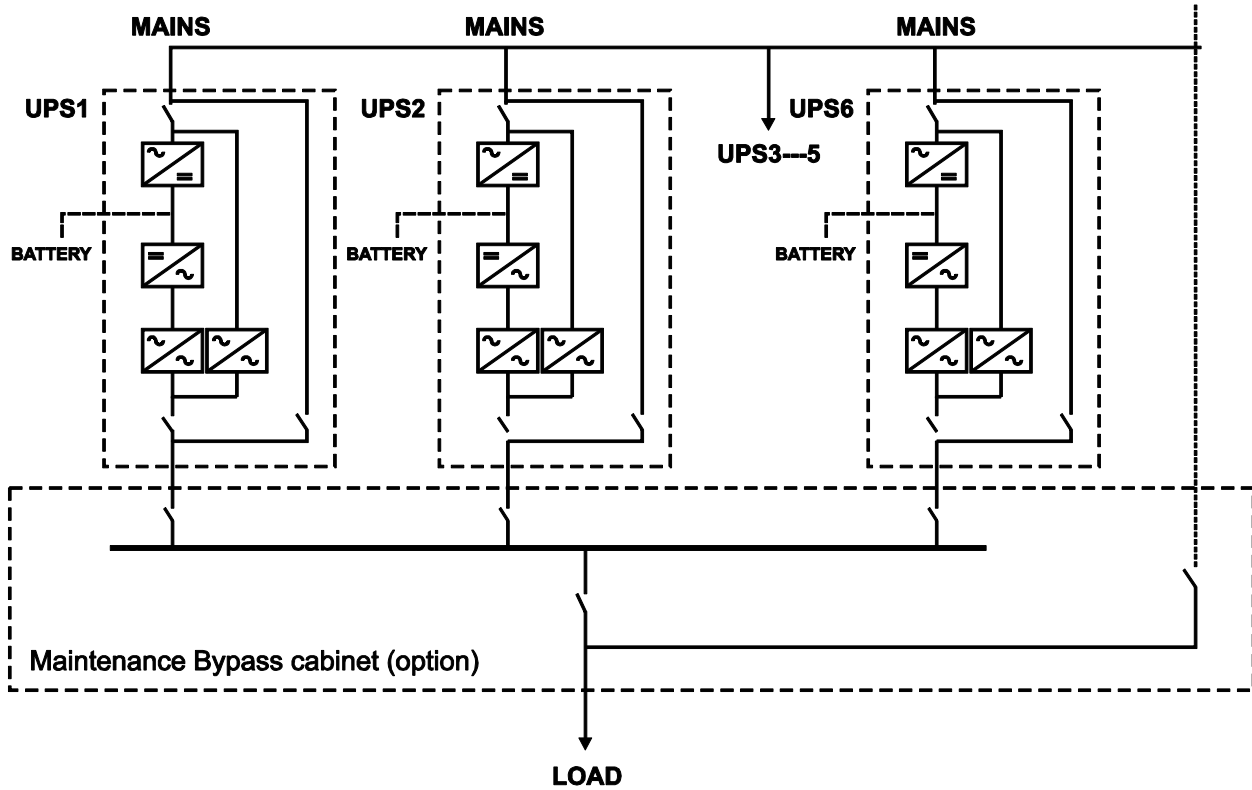 MAINS MAINS MAINS
UPS1 UPS2 UPS6
UPS3---5
BATTERY BATTERY BATTERY
Maintenance Bypass cabinet (option)
LOAD